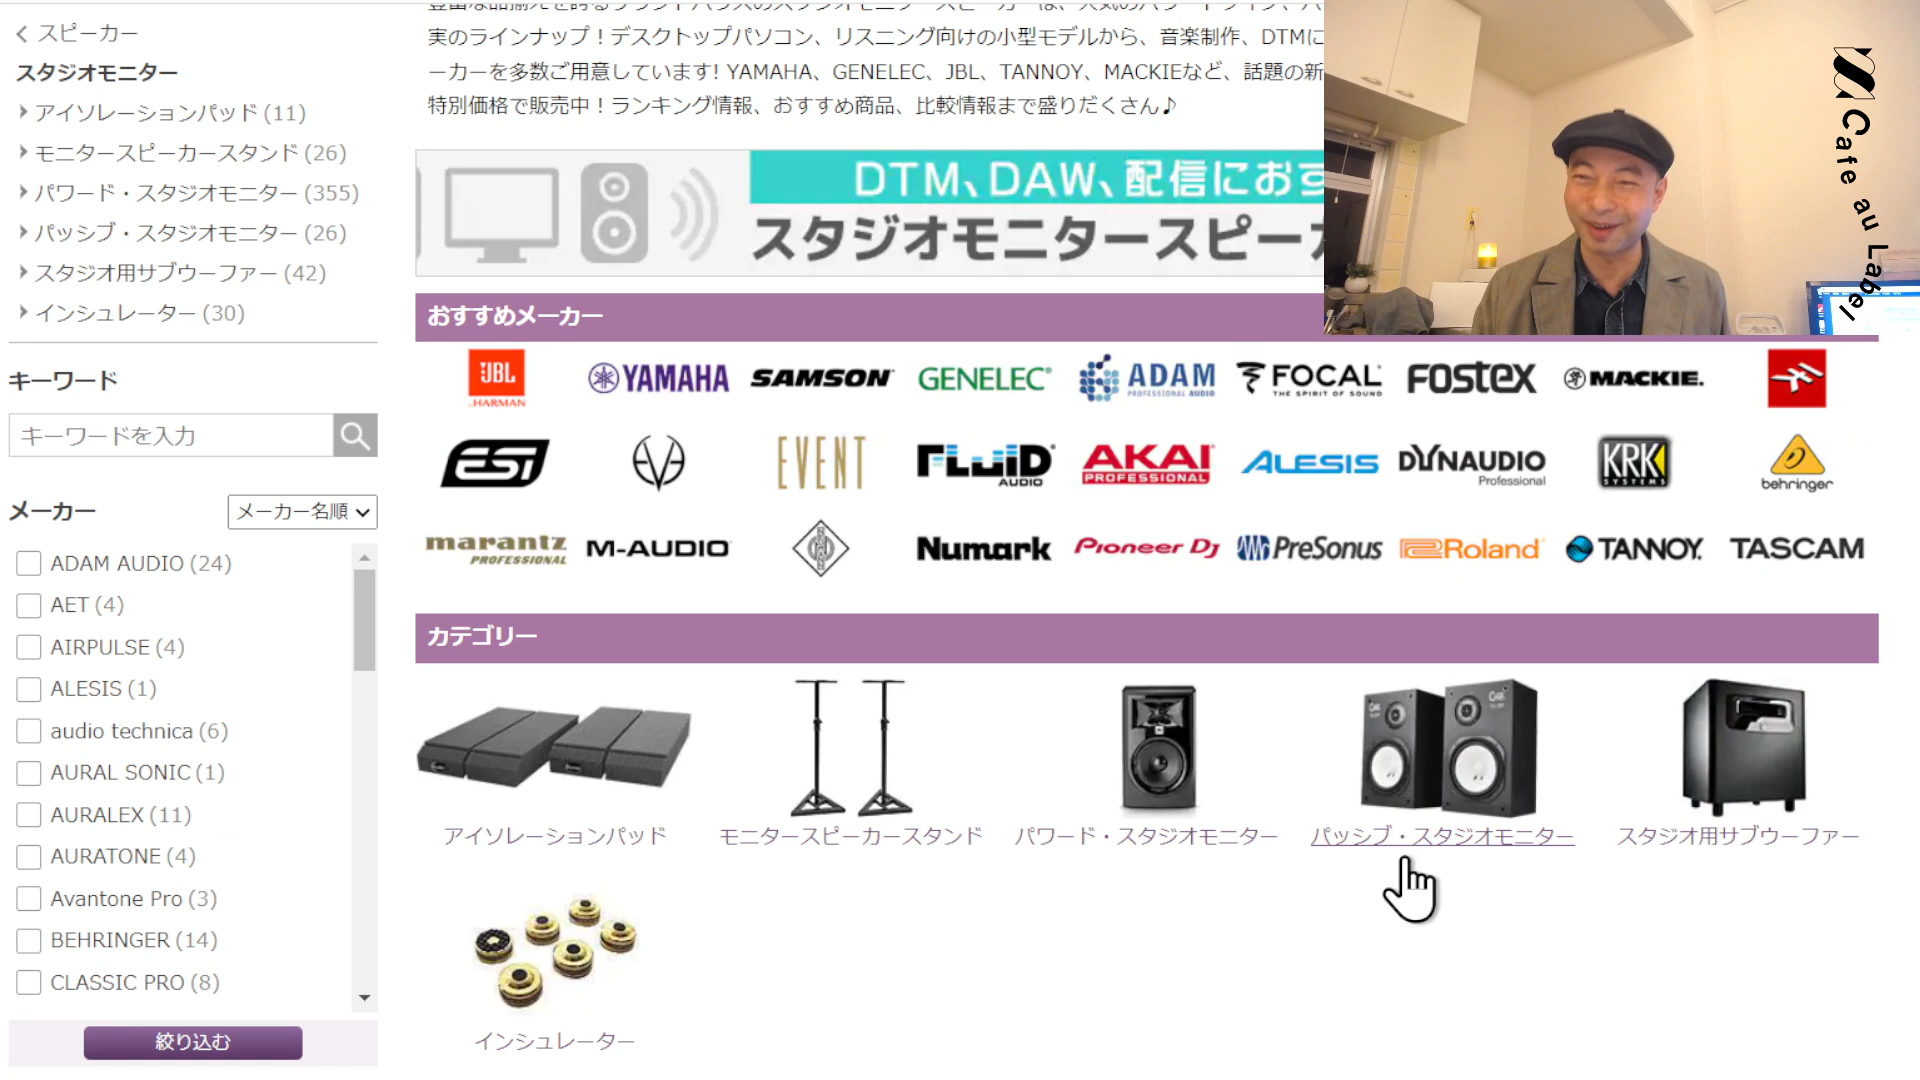 スピーカー
スタジオモニター
アイソレーションパッド (11)
モニタースピーカースタンド (26)
パワード・スタジオモニター (355)
パッシブ・スタジオモニター (26)
スタジオ用サブウーファー (42)
インシュレーター (30)
キーワード
キーワードを入力
メーカー
メーカー名順
ADAM AUDIO (24)
AET (4)
AIRPULSE (4)
ALESIS (1)
audio technica (6)
AURAL SONIC (1)
AURALEX (11)
AURATONE (4)
Avantone Pro (3)
BEHRINGER (14)
CLASSIC PRO (8)
絞り込む
実のラインナップ！デスクトップパソコン、リスニング向けの小型モデルから、音楽制作、DTMに
ーカーを多数ご用意しています! YAMAHA、GENELEC、JBL、TANNOY、MACKIEなど、話題の新
特別価格で販売中！ランキング情報、おすすめ商品、比較情報まで盛りだくさん♪
DTM、DAW、配信におす
スタジオモニタースピーカ
Cafe au Label
おすすめメーカー
JBL by HARMAN YAMAHA SAMSON GENELEC ADAM PROFESSIONAL AUDIO FOCAL THE SPIRIT OF SOUND Fostex MACKIE.
ESI EVE EVENT FLUID AUDIO AKAI PROFESSIONAL ALESIS DYNAUDIO Professional KRK SYSTEMS behringer
marantz PROFESSIONAL M-AUDIO NEUMANN Numark Pioneer Dj PreSonus Roland TANNOY. TASCAM
カテゴリー
アイソレーションパッド
モニタースピーカースタンド
パワード・スタジオモニター
パッシブ・スタジオモニター
スタジオ用サブウーファー
インシュレーター